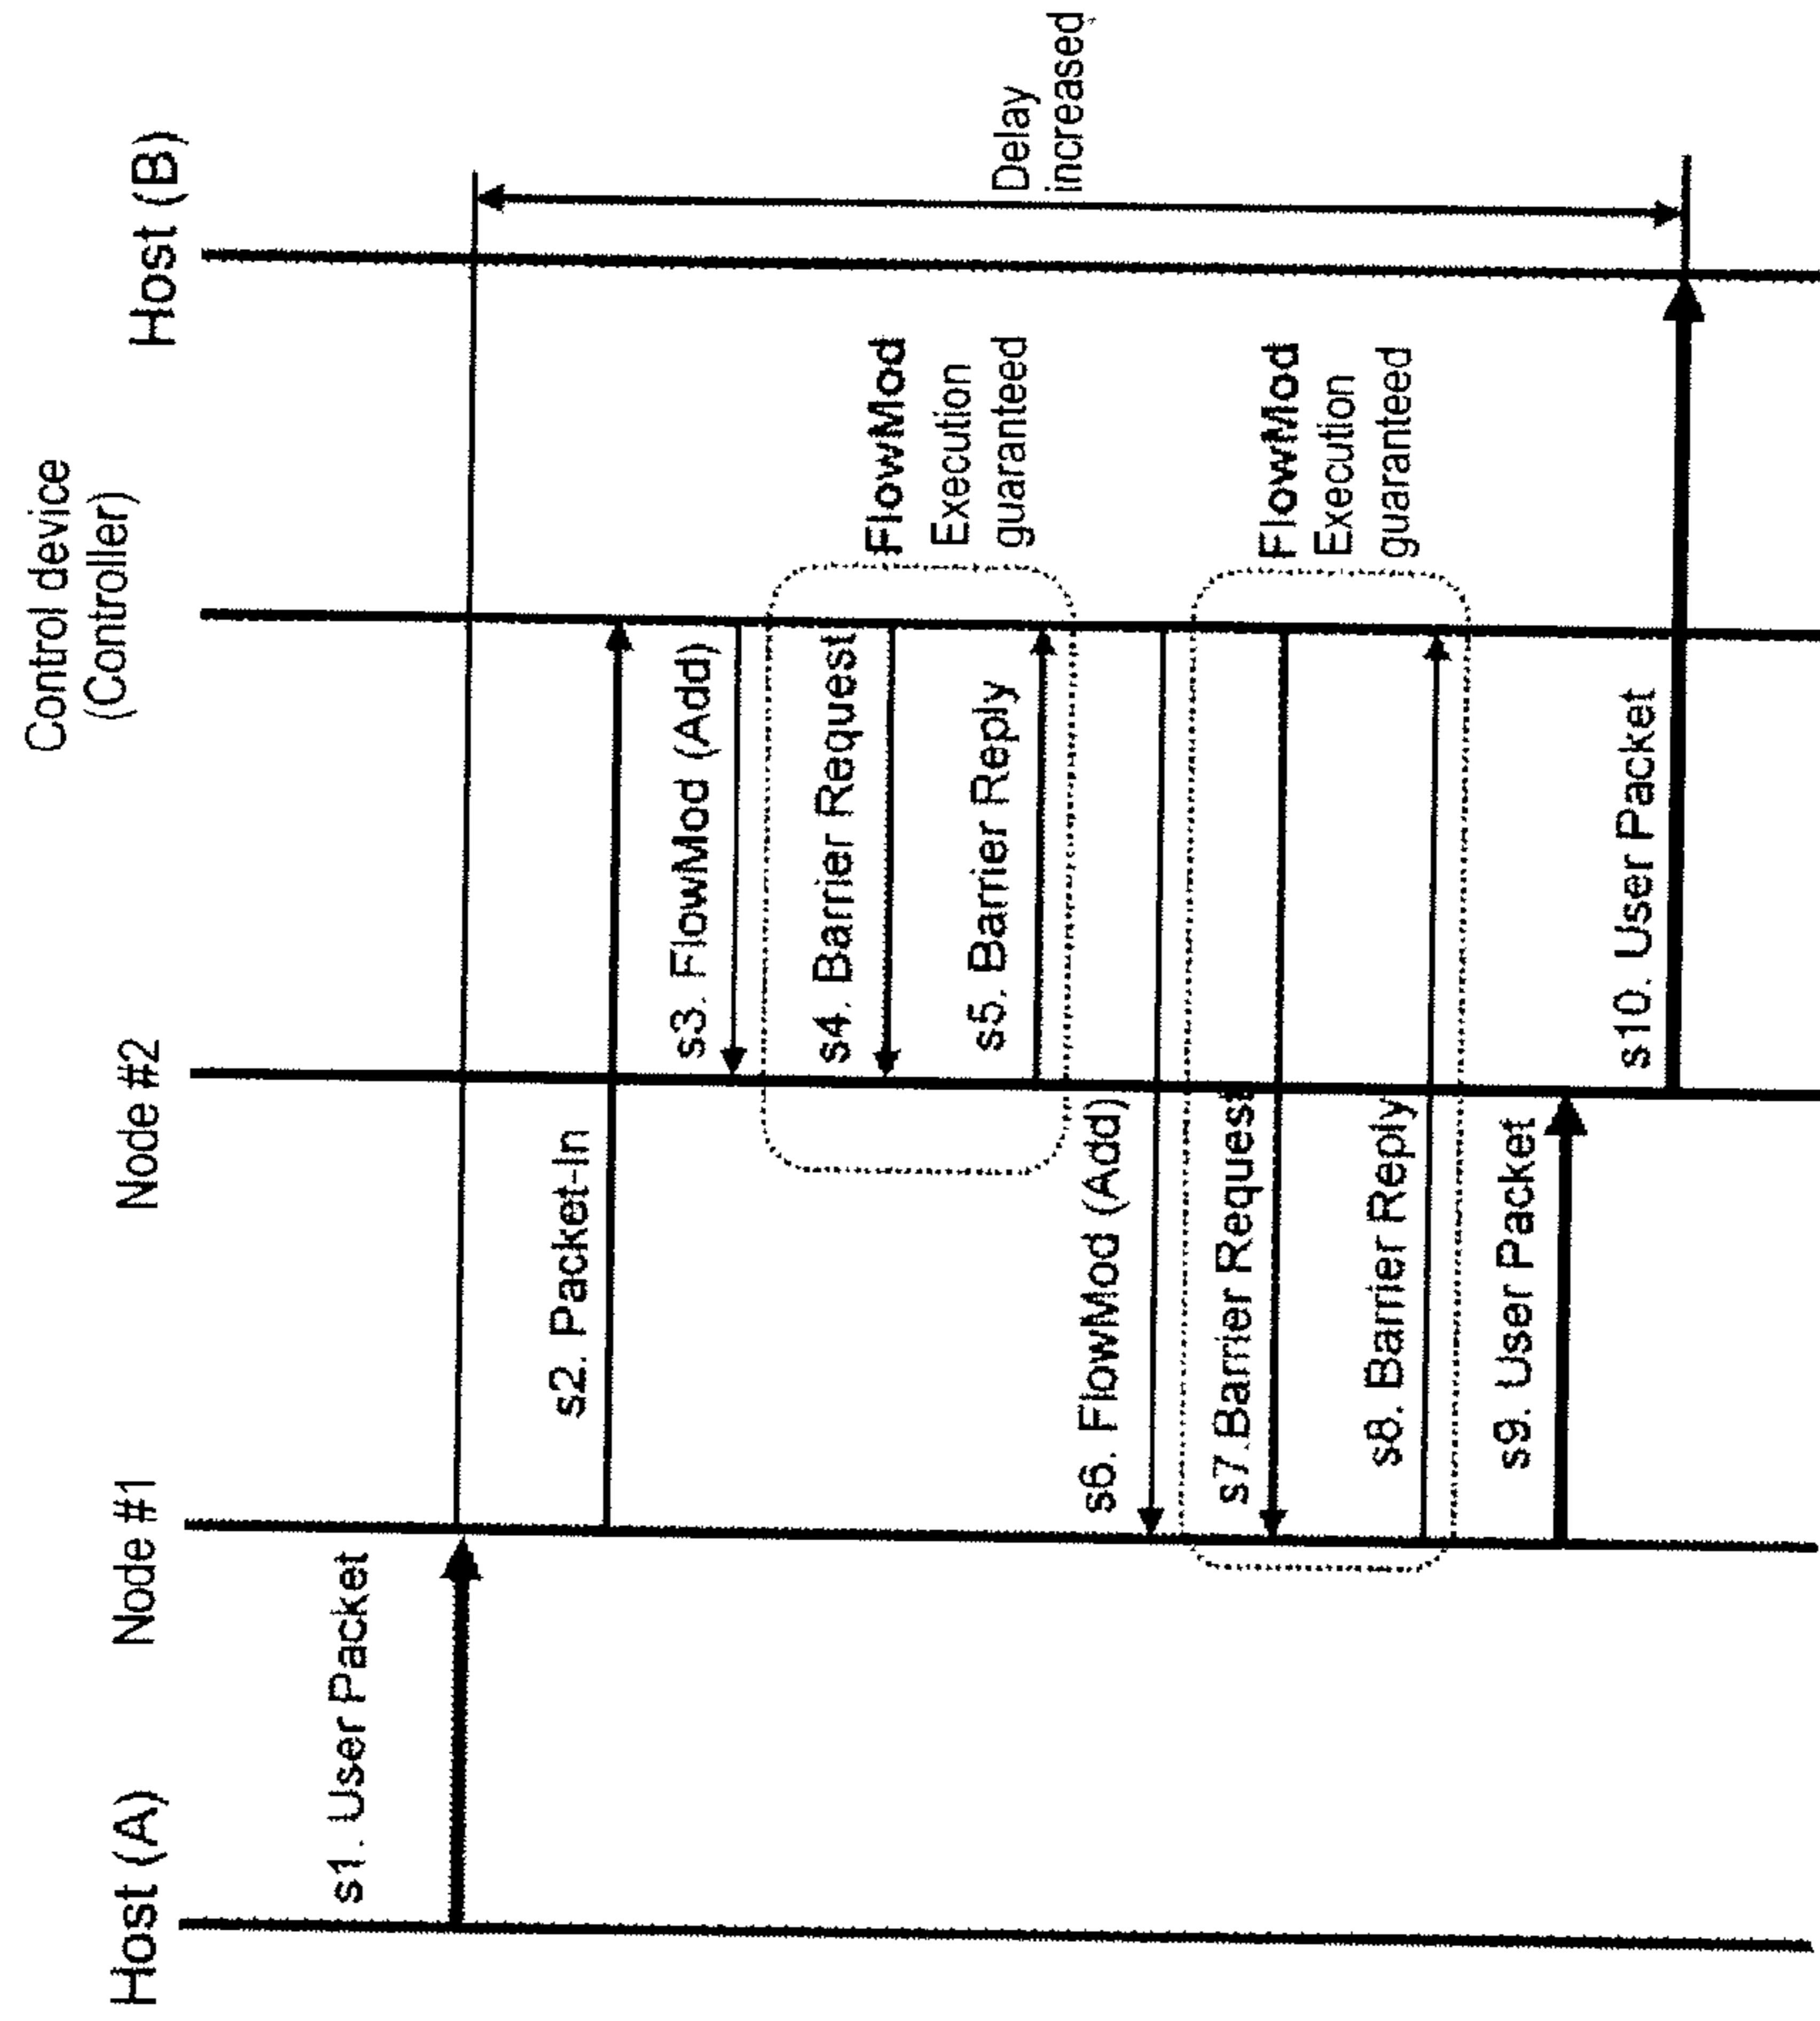 Host (A)
Node #1
Node #2
Control device
(Controller)
Host (B)
s1. User Packet
s2. Packet-In
s3. FlowMod (Add)
s4. Barrier Request
s5. Barrier Reply
FlowMod
Execution
guaranteed
s6. FlowMod (Add)
s7.Barrier Request
s8. Barrier Reply
FlowMod
Execution
guaranteed
s9. User Packet
s10. User Packet
Delay
increased